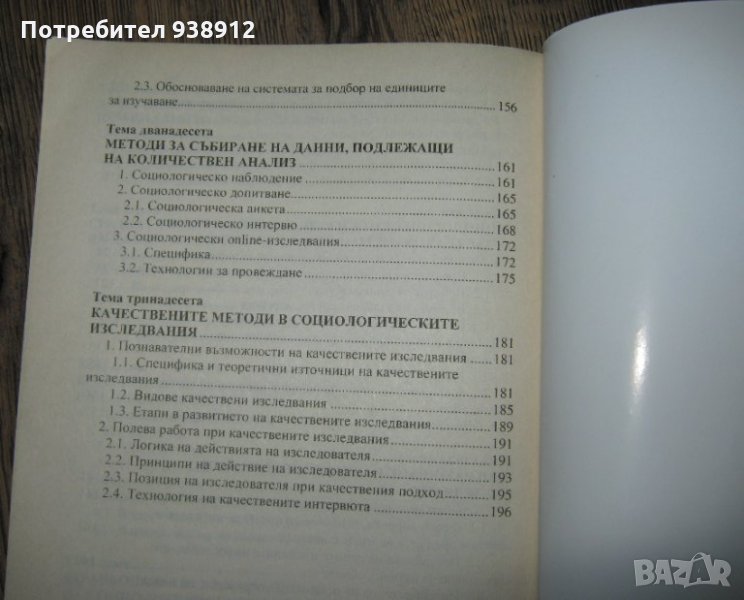 Потребител 938912
2.3. Обосноваване на системата за подбор на единиците
за изучаване 156
Тема дванадесета
МЕТОДИ ЗА СЪБИРАНЕ НА ДАННИ, ПОДЛЕЖАЩИ
НА КОЛИЧЕСТВЕН АНАЛИЗ 161
1. Социологическо наблюдение 161
2. Социологическо допитване 165
2.1. Социологическа анкета 165
2.2. Социологическо интервю 168
3. Социологически online-изследвания 172
3.1. Специфика 172
3.2. Технологии за провеждане 175
Тема тринадесета
КАЧЕСТВЕНИТЕ МЕТОДИ В СОЦИОЛОГИЧЕСКИТЕ
ИЗСЛЕДВАНИЯ 181
1. Познавателни възможности на качествените изследвания 181
1.1. Специфика и теоретични източници на качествените
изследвания 181
1.2. Видове качествени изследвания 185
1.3. Етапи в развитието на качествените изследвания 189
2. Полева работа при качествените изследвания 191
2.1. Логика на действията на изследователя 191
2.2. Принципи на действие на изследователя 193
2.3. Позиция на изследователя при качествения подход 195
2.4. Технология на качествените интервюта 196
BAZAR